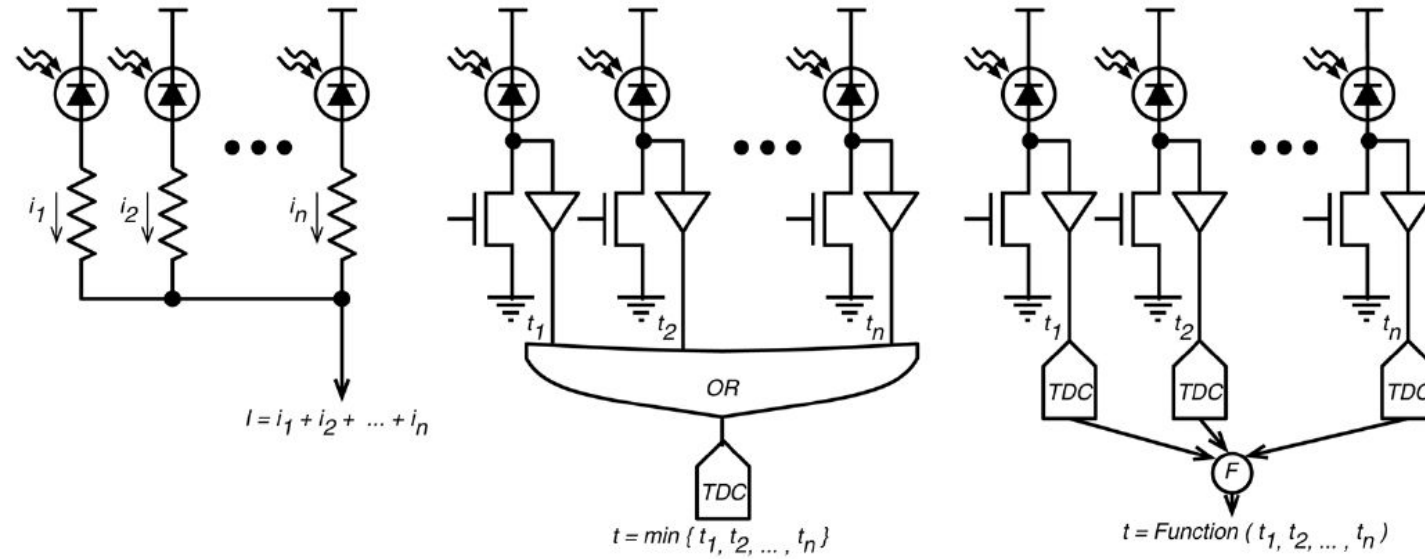 i1 i2 in
I = i1 + i2 + ... + in
t1 t2 tn
OR
TDC
t = min { t1, t2, ... , tn }
t1 t2 tn
TDC TDC TDC
F
t = Function ( t1, t2, ... , tn )